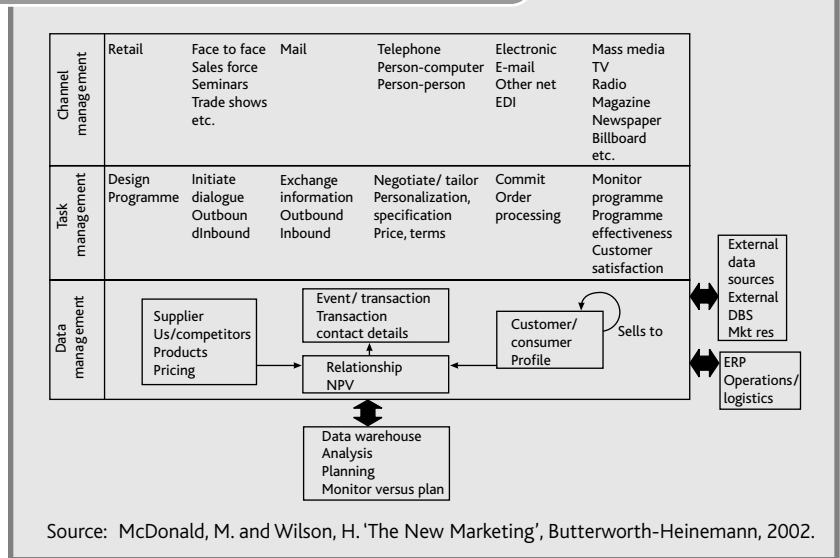 Channel
management
Retail
Face to face
Sales force
Seminars
Trade shows
etc.
Mail
Telephone
Person-computer
Person-person
Electronic
E-mail
Other net
EDI
Mass media
TV
Radio
Magazine
Newspaper
Billboard
etc.
Task
management
Design
Programme
Initiate
dialogue
Outboun
dInbound
Exchange
information
Outbound
Inbound
Negotiate/ tailor
Personalization,
specification
Price, terms
Commit
Order
processing
Monitor
programme
Programme
effectiveness
Customer
satisfaction
Data
management
Supplier
Us/competitors
Products
Pricing
Event/ transaction
Transaction
contact details
Relationship
NPV
Customer/
consumer
Profile
Sells to
External
data
sources
External
DBS
Mkt res
ERP
Operations/
logistics
Data warehouse
Analysis
Planning
Monitor versus plan
Source: McDonald, M. and Wilson, H. ‘The New Marketing’, Butterworth-Heinemann, 2002.